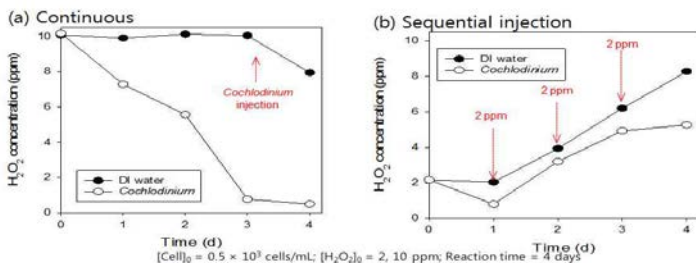 (a) Continuous
H2O2 concentration (ppm)
10
8
6
4
2
0
Cochlodinium
injection
DI water
Cochlodinium
0 1 2 3 4
Time (d)
(b) Sequential injection
H2O2 concentration (ppm)
10
8
6
4
2
0
DI water
Cochlodinium
2 ppm
2 ppm
2 ppm
0 1 2 3 4
Time (d)
[Cell]0 = 0.5 × 10³ cells/mL; [H2O2]0 = 2, 10 ppm; Reaction time = 4 days